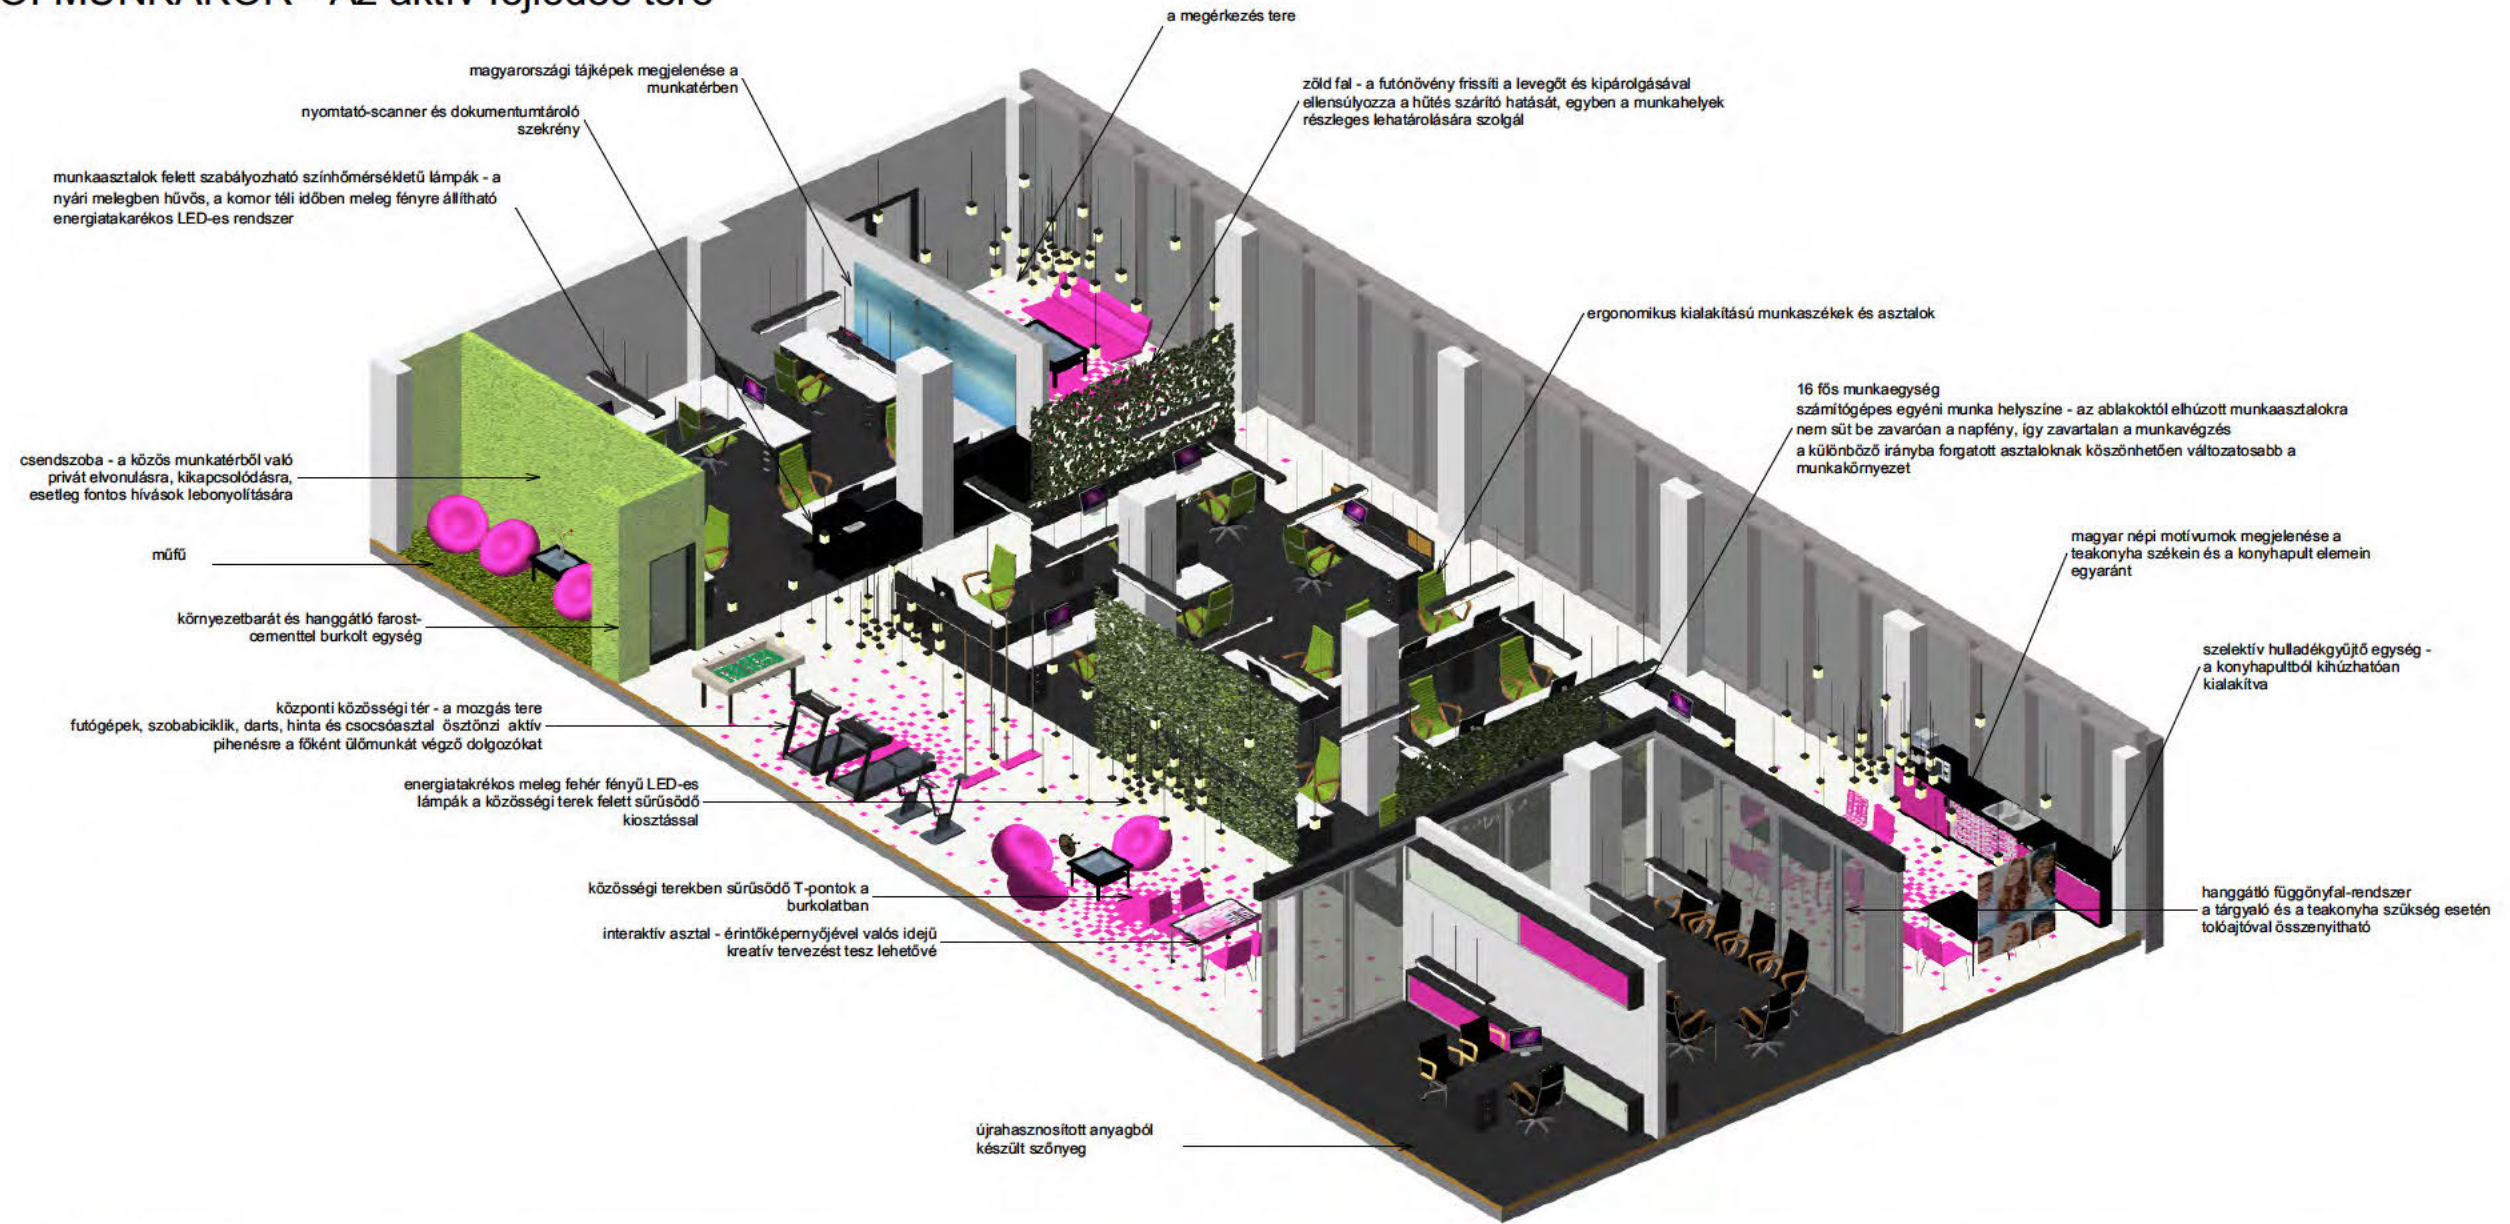 MUNKAKÖR - Az aktív fejlődés tere
a megérkezés tere
magyarországi tájképek megjelenése a
munkatérben
zöld fal - a futónövény frissíti a levegőt és kipárolgásával
ellensúlyozza a hűtés szárító hatását, egyben a munkahelyek
részleges lehatárolására szolgál
nyomtató-scanner és dokumentumtároló
szekrény
munkaasztalok felett szabályozható színhőmérsékletű lámpák - a
nyári melegben hűvös, a komor téli időben meleg fényre állítható
energiatakarékos LED-es rendszer
ergonomikus kialakítású munkaszékek és asztalok
16 fős munkaegység
számítógépes egyéni munka helyszíne - az ablakoktól elhúzott munkaasztalokra
nem süt be zavaróan a napfény, így zavartalan a munkavégzés
a különböző irányba forgatott asztaloknak köszönhetően változatosabb a
munkakörnyezet
csendszoba - a közös munkatérből való
privát elvonulásra, kikapcsolódásra,
esetleg fontos hívások lebonyolítására
műfű
magyar népi motívumok megjelenése a
teakonyha székein és a konyhapult elemein
egyaránt
környezetbarát és hanggátló farost-
cementtel burkolt egység
szelektív hulladékgyűjtő egység -
a konyhapultból kihúzhatóan
kialakítva
központi közösségi tér - a mozgás tere
futógépek, szobabiciklik, darts, hinta és csocsóasztal ösztönzi aktív
pihenésre a főként ülőmunkát végző dolgozókat
energiatakrékos meleg fehér fényű LED-es
lámpák a közösségi terek felett sűrűsödő
kiosztással
közösségi terekben sűrűsödő T-pontok a
burkolatban
hanggátló függönyfal-rendszer
a tárgyaló és a teakonyha szükség esetén
tolóajtóval összenyitható
interaktív asztal - érintőképernyőjével valós idejű
kreatív tervezést tesz lehetővé
újrahasznosított anyagból
készült szőnyeg